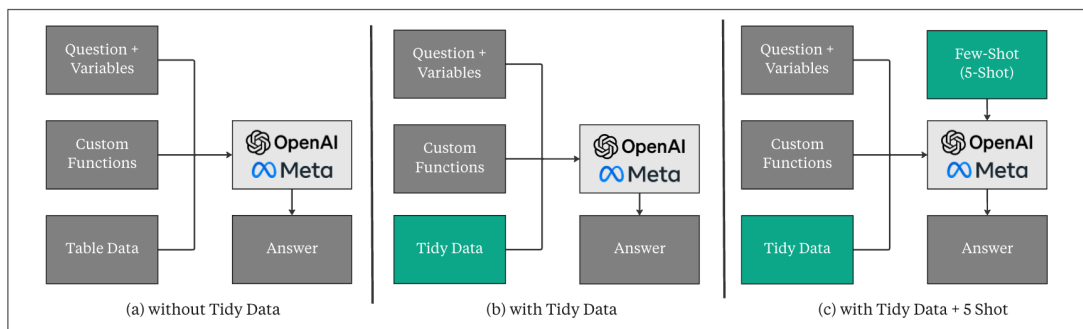 Question +
Variables
Custom
Functions
Table Data
OpenAI
Meta
Answer
(a) without Tidy Data
Question +
Variables
Custom
Functions
Tidy Data
OpenAI
Meta
Answer
(b) with Tidy Data
Question +
Variables
Custom
Functions
Tidy Data
Few-Shot
(5-Shot)
OpenAI
Meta
Answer
(c) with Tidy Data + 5 Shot